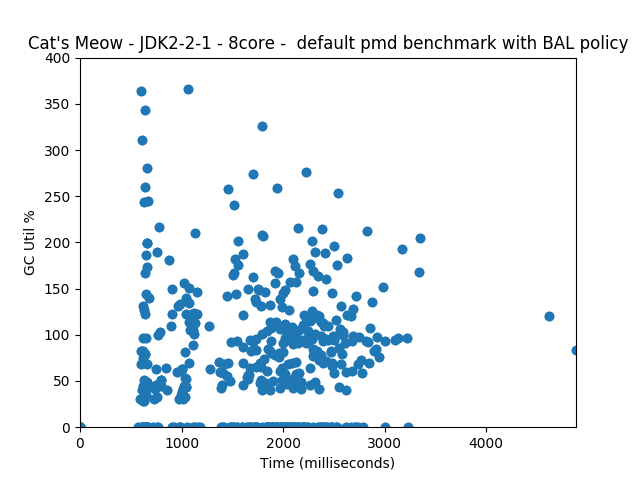 Cat's Meow - JDK2-2-1 - 8core -  default pmd benchmark with BAL policy
400
350
300
250
200
150
100
50
0
GC Util %
0 1000 2000 3000 4000
Time (milliseconds)